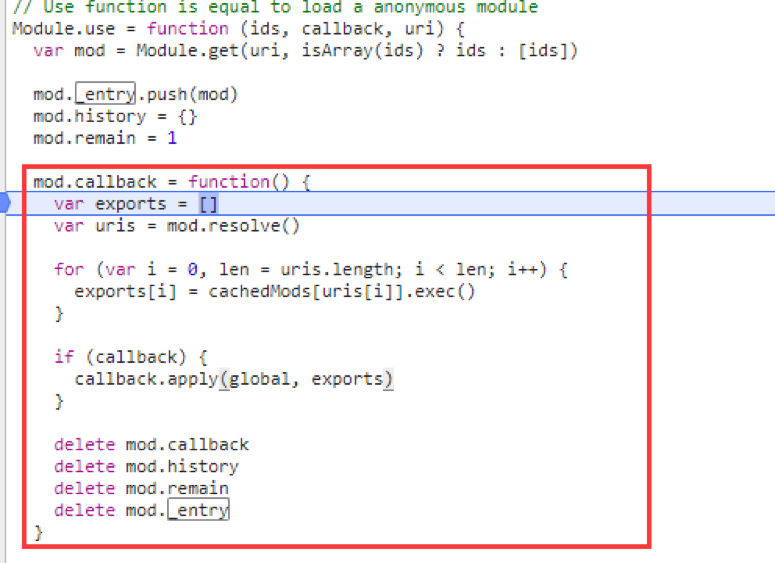 // Use function is equal to load a anonymous module
Module.use = function (ids, callback, uri) {
  var mod = Module.get(uri, isArray(ids) ? ids : [ids])

  mod._entry.push(mod)
  mod.history = {}
  mod.remain = 1

  mod.callback = function() {
    var exports = []
    var uris = mod.resolve()

    for (var i = 0, len = uris.length; i < len; i++) {
      exports[i] = cachedMods[uris[i]].exec()
    }

    if (callback) {
      callback.apply(global, exports)
    }

    delete mod.callback
    delete mod.history
    delete mod.remain
    delete mod._entry
  }